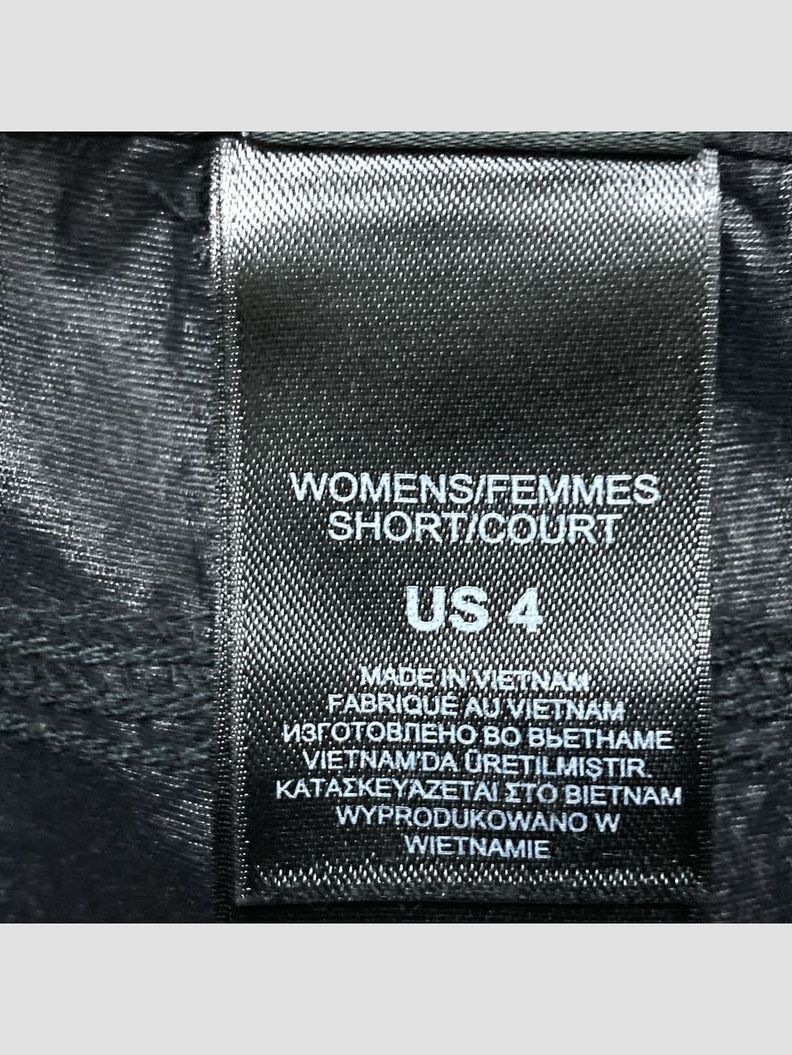 WOMENS/FEMMES
SHORT/COURT
US 4
MADE IN VIETNAM
FABRIQUÉ AU VIETNAM
ИЗГОТОВЛЕНО ВО ВЬЕТНАМЕ
VIETNAM'DA ÜRETILMIŞTIR.
ΚΑΤΑΣΚΕΥΑΖΕΤΑΙ ΣΤΟ ΒΙΕΤΝΑΜ
WYPRODUKOWANO W
WIETNAMIE